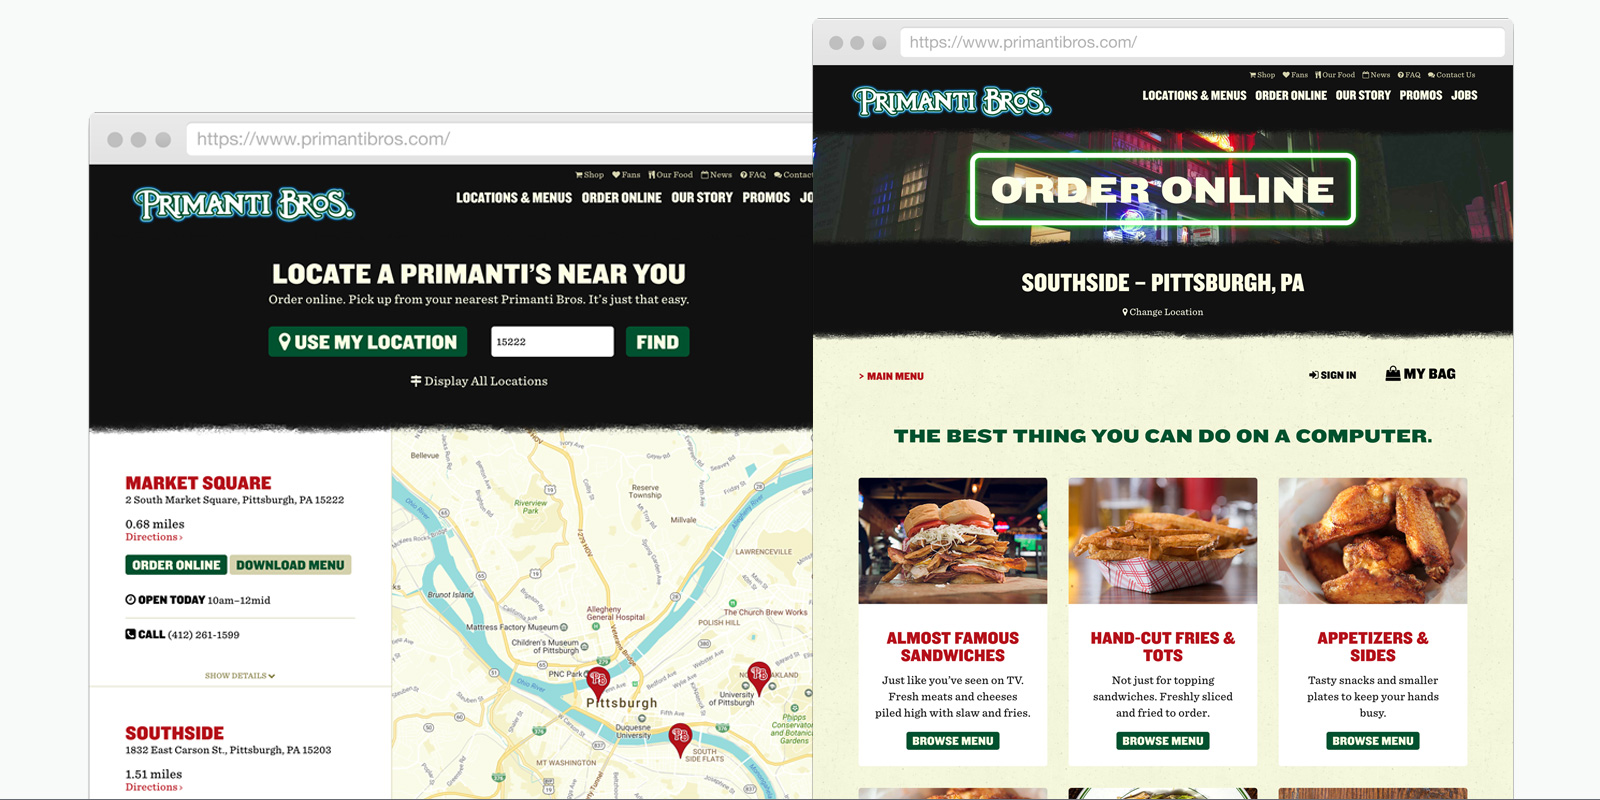 https://www.primantibros.com/
Shop Fans Our Food News FAQ Contact
PRIMANTI BROS.
LOCATIONS & MENUS ORDER ONLINE OUR STORY PROMOS JO
LOCATE A PRIMANTI'S NEAR YOU
Order online. Pick up from your nearest Primanti Bros. It's just that easy.
USE MY LOCATION 15222 FIND
Display All Locations
MARKET SQUARE
2 South Market Square, Pittsburgh, PA 15222
0.68 miles
Directions ›
ORDER ONLINE DOWNLOAD MENU
OPEN TODAY 10am–12mid
CALL (412) 261-1599
SHOW DETAILS
SOUTHSIDE
1832 East Carson St., Pittsburgh, PA 15203
1.51 miles
Directions ›
Bellevue
Riverview
Park
Reserve
Township
Millvale
LAWRENCEVILLE
Brunot Island
Allegheny
General Hospital
The Church Brew Works
POLISH HILL
Mattress Factory Museum
Children's Museum
of Pittsburgh
PNC Park
Pittsburgh
AKLAND
University
of Pittsburgh
Duquesne
University
Phipps
Conservato
and Botanic
Gardens
SOUTH
SIDE FLATS
MT WASHINGTON
https://www.primantibros.com/
Shop Fans Our Food News FAQ Contact Us
PRIMANTI BROS.
LOCATIONS & MENUS ORDER ONLINE OUR STORY PROMOS JOBS
ORDER ONLINE
SOUTHSIDE – PITTSBURGH, PA
Change Location
> MAIN MENU SIGN IN MY BAG
THE BEST THING YOU CAN DO ON A COMPUTER.
ALMOST FAMOUS
SANDWICHES
Just like you've seen on TV.
Fresh meats and cheeses
piled high with slaw and fries.
BROWSE MENU
HAND-CUT FRIES &
TOTS
Not just for topping
sandwiches. Freshly sliced
and fried to order.
BROWSE MENU
APPETIZERS &
SIDES
Tasty snacks and smaller
plates to keep your hands
busy.
BROWSE MENU